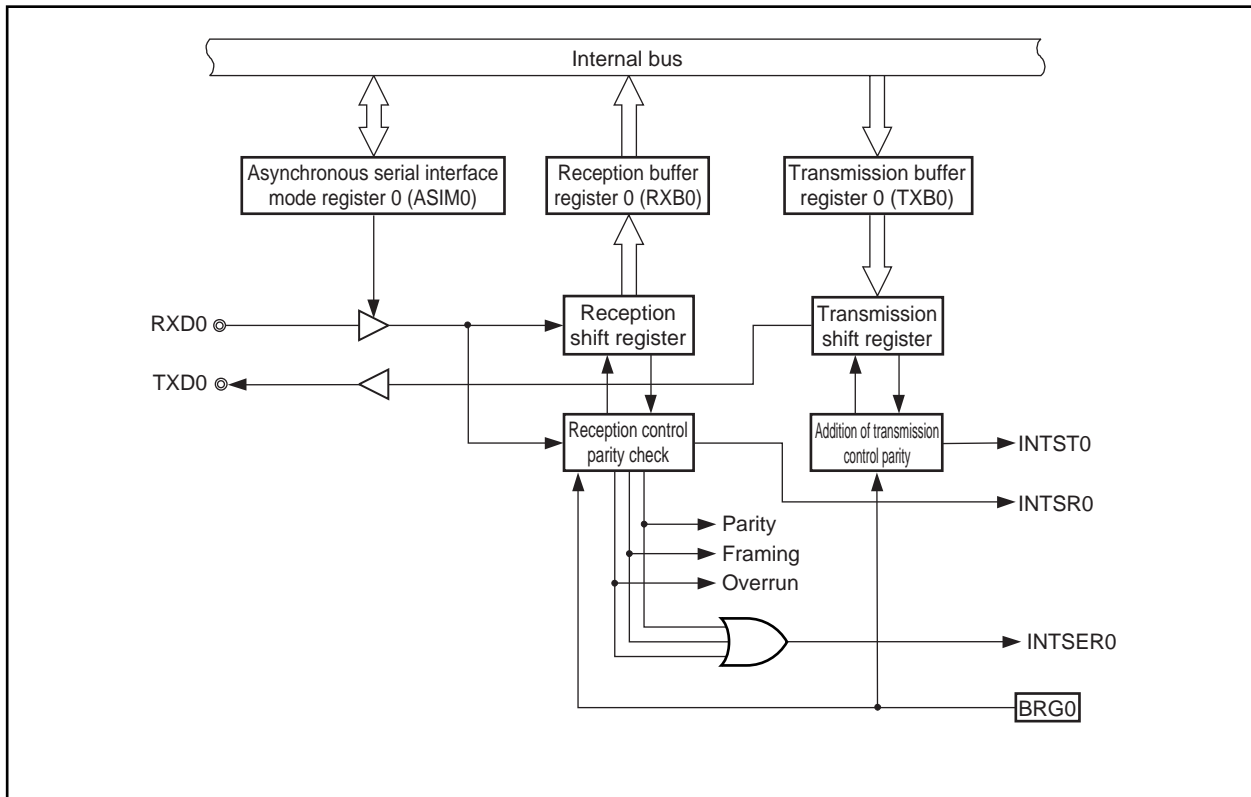 Internal bus
Asynchronous serial interface
mode register 0 (ASIM0)
Reception buffer
register 0 (RXB0)
Transmission buffer
register 0 (TXB0)
RXD0
Reception
shift register
Transmission
shift register
TXD0
Reception control
parity check
Addition of transmission
control parity
INTST0
INTSR0
Parity
Framing
Overrun
INTSER0
BRG0